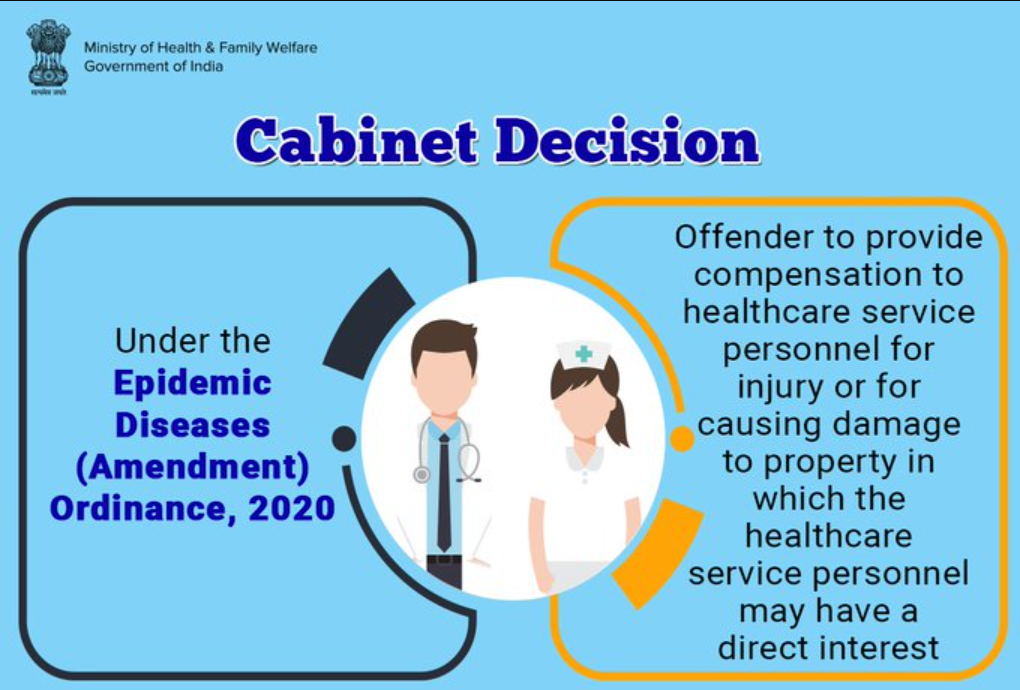 Ministry of Health & Family Welfare
Government of India
सत्यमेव जयते
Cabinet Decision
Under the
Epidemic
Diseases
(Amendment)
Ordinance, 2020
Offender to provide
compensation to
healthcare service
personnel for
injury or for
causing damage
to property in
which the
healthcare
service personnel
may have a
direct interest